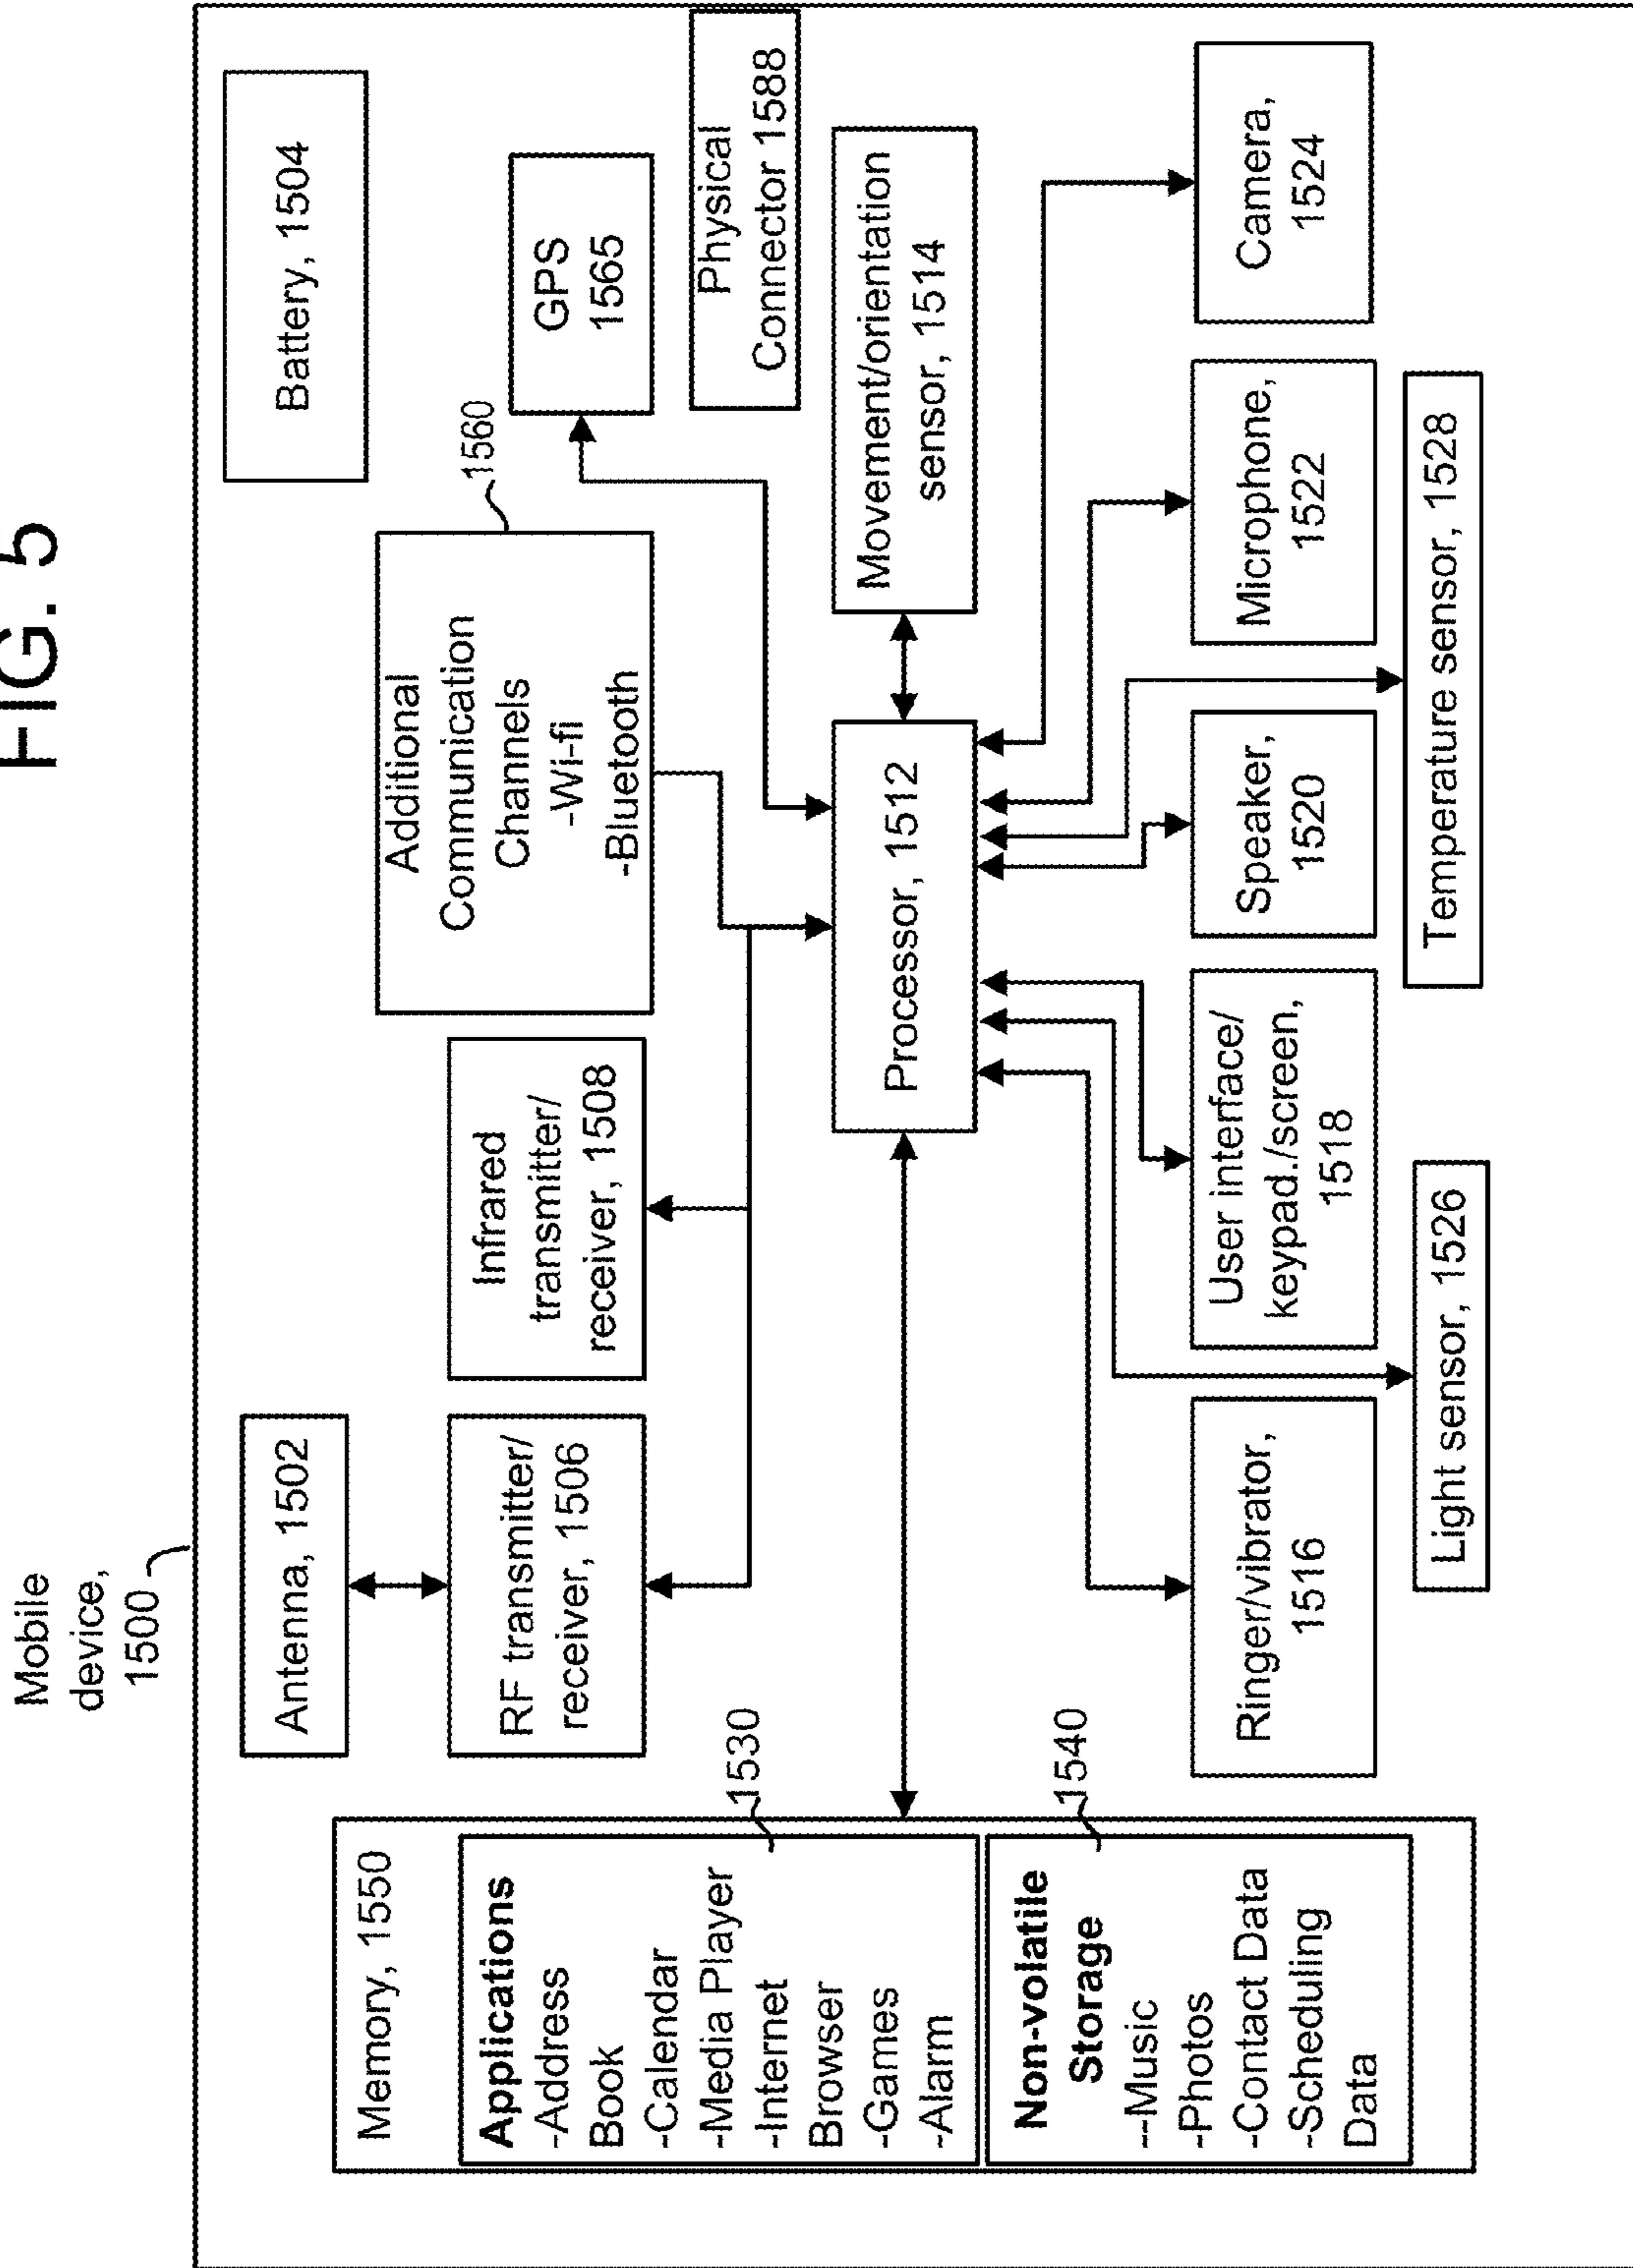 FIG. 5
Mobile
device,
1500
Battery, 1504
Antenna, 1502
Additional
Communication
Channels
-Wi-fi
-Bluetooth
1560
GPS
1565
Infrared
transmitter/
receiver, 1508
RF transmitter/
receiver, 1506
Physical
Connector 1588
Memory, 1550
Applications
-Address
Book
-Calendar
-Media Player
-Internet
Browser
-Games
-Alarm
1530
Processor, 1512
Movement/orientation
sensor, 1514
Non-volatile
Storage
--Music
-Photos
-Contact Data
-Scheduling
Data
1540
Ringer/vibrator,
1516
User interface/
keypad./screen,
1518
Speaker,
1520
Microphone,
1522
Camera,
1524
Light sensor, 1526
Temperature sensor, 1528